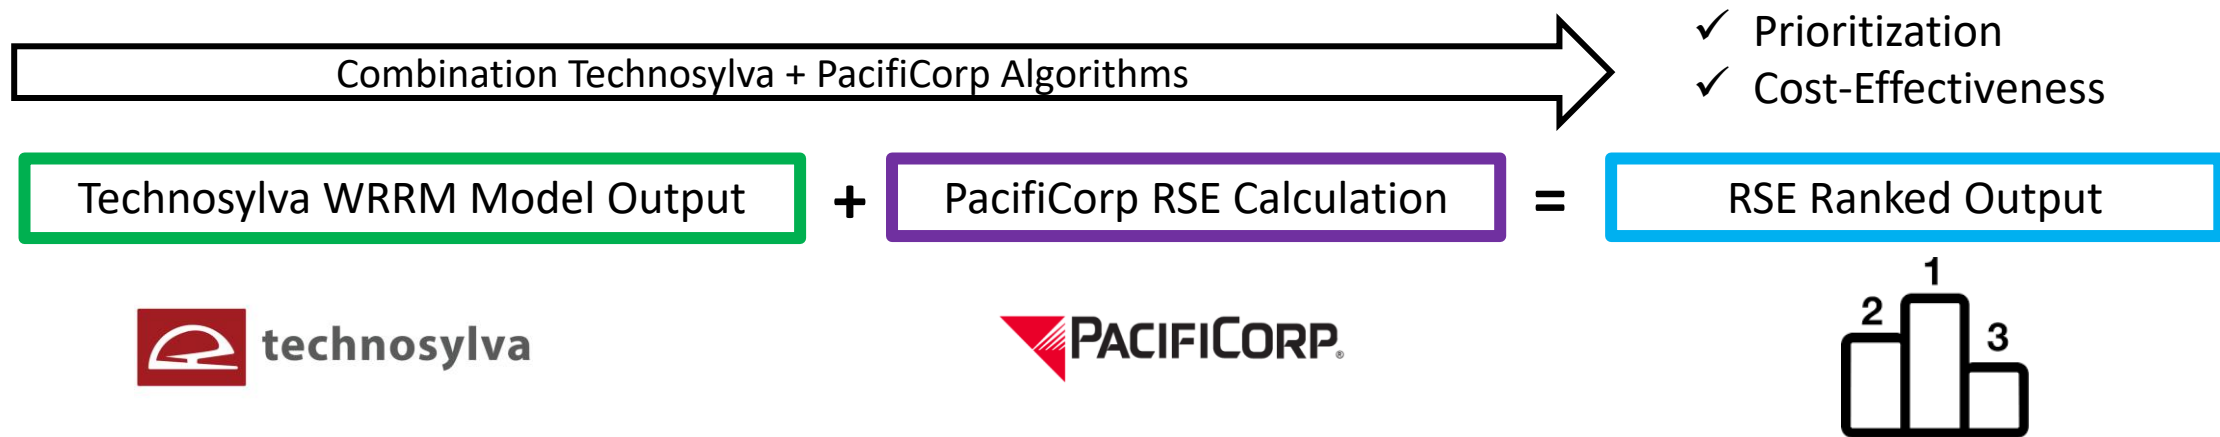 Combination Technosylva + PacifiCorp Algorithms
✓ Prioritization
✓ Cost-Effectiveness
Technosylva WRRM Model Output + PacifiCorp RSE Calculation = RSE Ranked Output
technosylva
PACIFICORP®
1
2
3